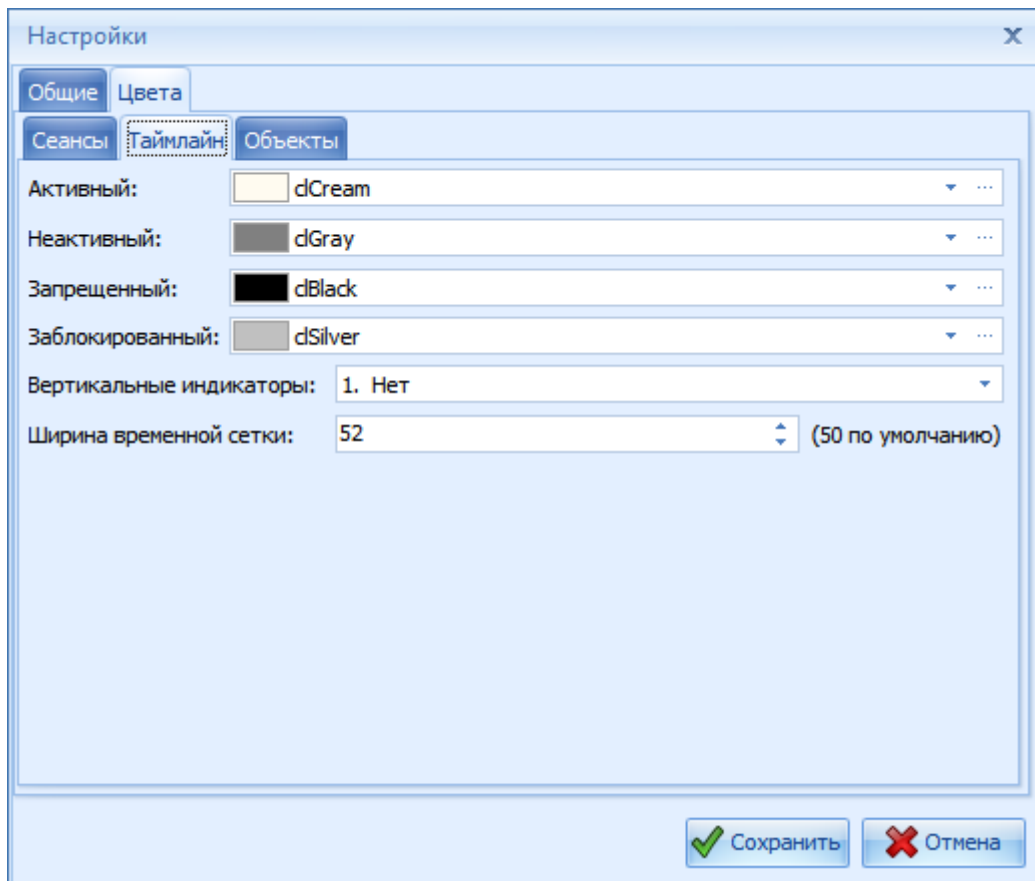 Настройки
Общие Цвета
Сеансы Таймлайн Объекты
Активный: clCream
Неактивный: clGray
Запрещенный: clBlack
Заблокированный: clSilver
Вертикальные индикаторы: 1. Нет
Ширина временной сетки: 52 (50 по умолчанию)
Сохранить Отмена